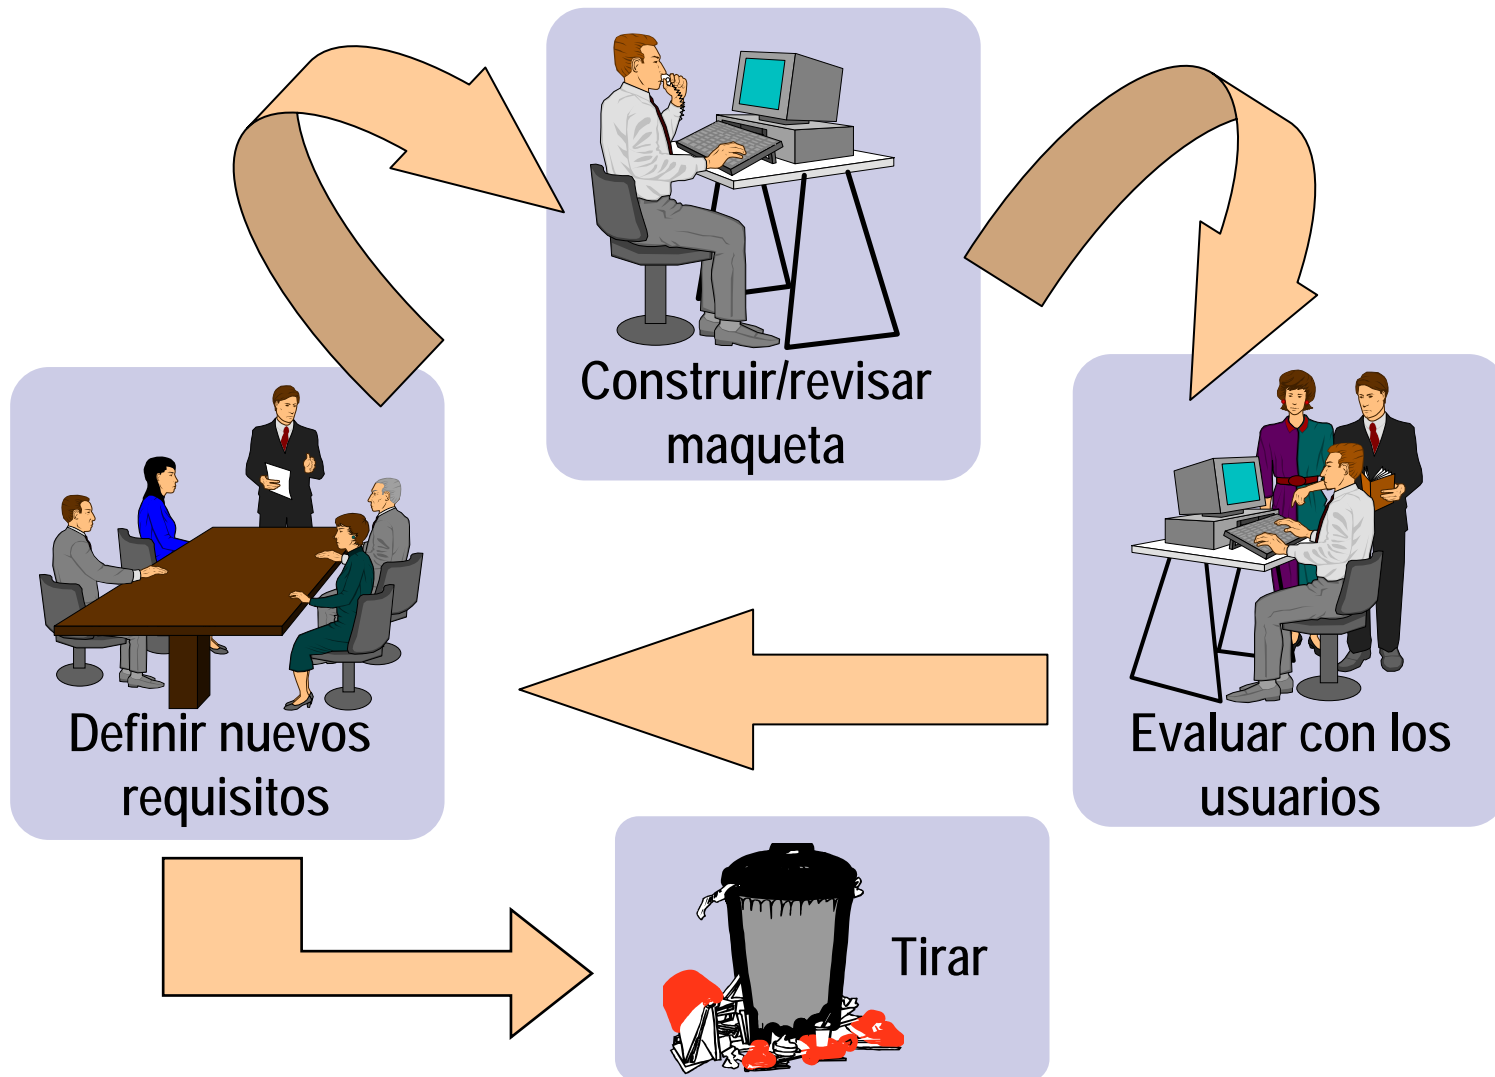 Construir/revisar
maqueta
Definir nuevos
requisitos
Evaluar con los
usuarios
Tirar